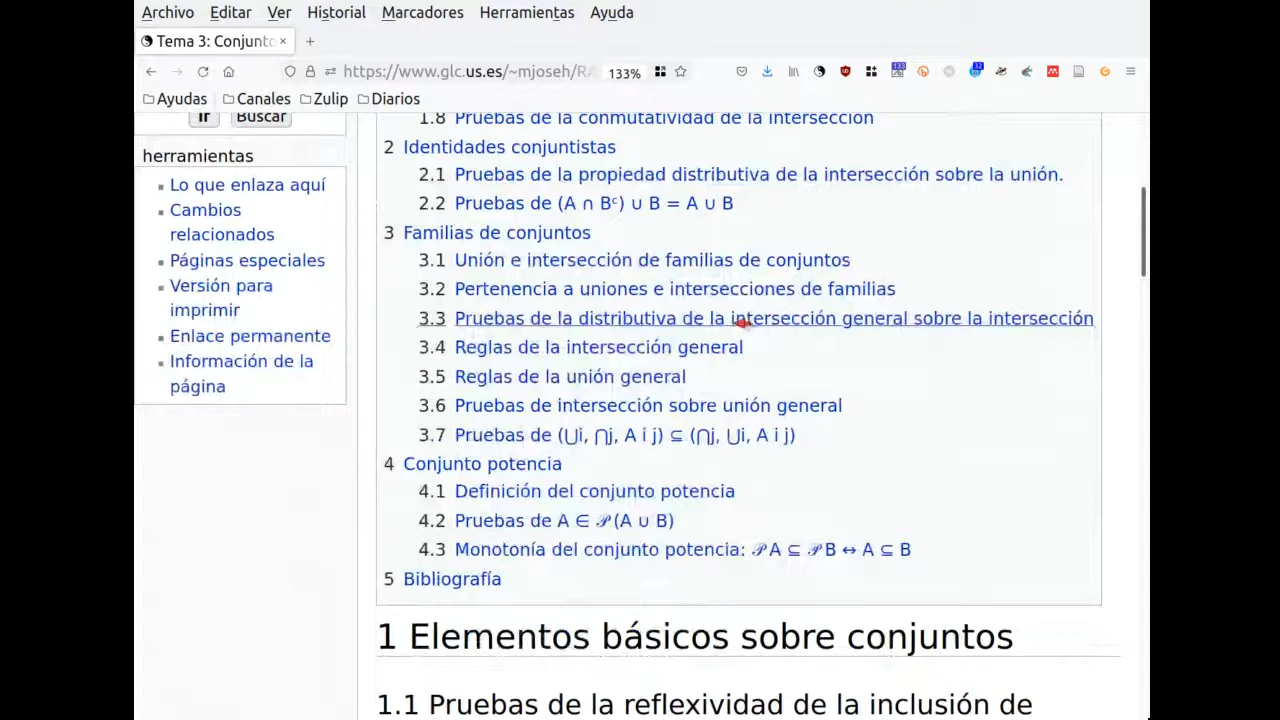 Archivo Editar Ver Historial Marcadores Herramientas Ayuda
Tema 3: Conjunto
https://www.glc.us.es/~mjoseh/RA 133%
Ayudas Canales Zulip Diarios
Ir Buscar
herramientas
Lo que enlaza aquí
Cambios
relacionados
Páginas especiales
Versión para
imprimir
Enlace permanente
Información de la
página
1.8 Pruebas de la conmutatividad de la intersección
2 Identidades conjuntistas
2.1 Pruebas de la propiedad distributiva de la intersección sobre la unión.
2.2 Pruebas de (A ∩ Bᶜ) ∪ B = A ∪ B
3 Familias de conjuntos
3.1 Unión e intersección de familias de conjuntos
3.2 Pertenencia a uniones e intersecciones de familias
3.3 Pruebas de la distributiva de la intersección general sobre la intersección
3.4 Reglas de la intersección general
3.5 Reglas de la unión general
3.6 Pruebas de intersección sobre unión general
3.7 Pruebas de (⋃i, ⋂j, A i j) ⊆ (⋂j, ⋃i, A i j)
4 Conjunto potencia
4.1 Definición del conjunto potencia
4.2 Pruebas de A ∈ 𝒫 (A ∪ B)
4.3 Monotonía del conjunto potencia: 𝒫 A ⊆ 𝒫 B ↔ A ⊆ B
5 Bibliografía
1 Elementos básicos sobre conjuntos
1.1 Pruebas de la reflexividad de la inclusión de